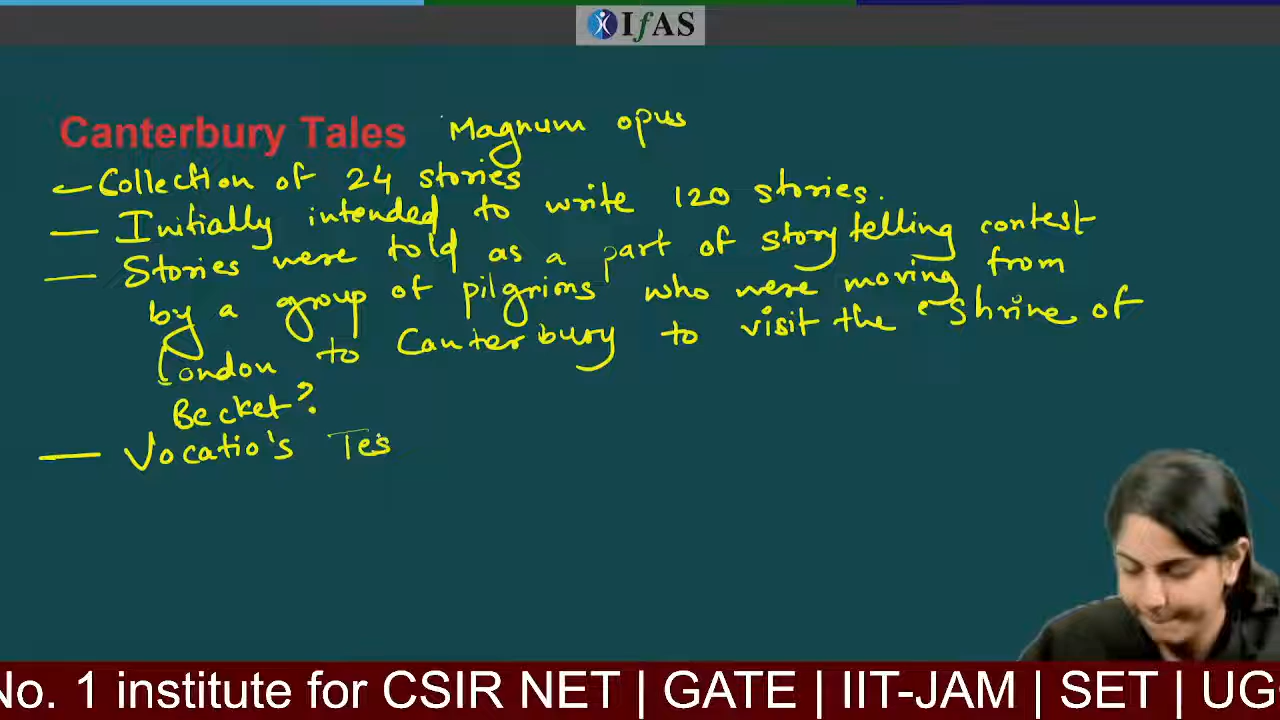 IfAS
Canterbury Tales Magnum opus
— Collection of 24 stories
— Initially intended to write 120 stories.
— Stories were told as a part of story telling contest
by a group of pilgrims who were moving from
London to Canterbury to visit the shrine of
Becket?
— Vocatio's Tes
No. 1 institute for CSIR NET | GATE | IIT-JAM | SET | UG